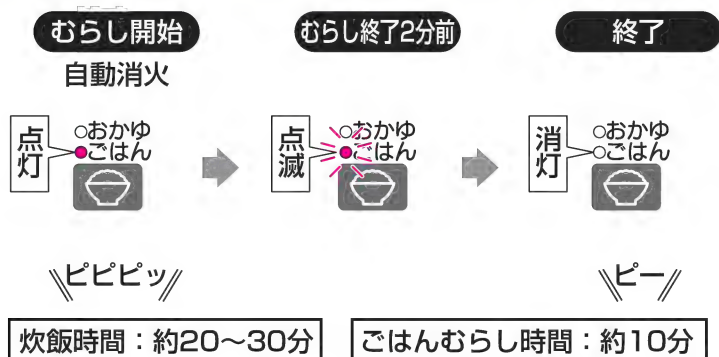 むらし開始
むらし終了2分前
終了
自動消火
点灯
おかゆ
ごはん
点滅
おかゆ
ごはん
消灯
おかゆ
ごはん
ピピピッ
ピー
炊飯時間:約20〜30分
ごはんむらし時間:約10分